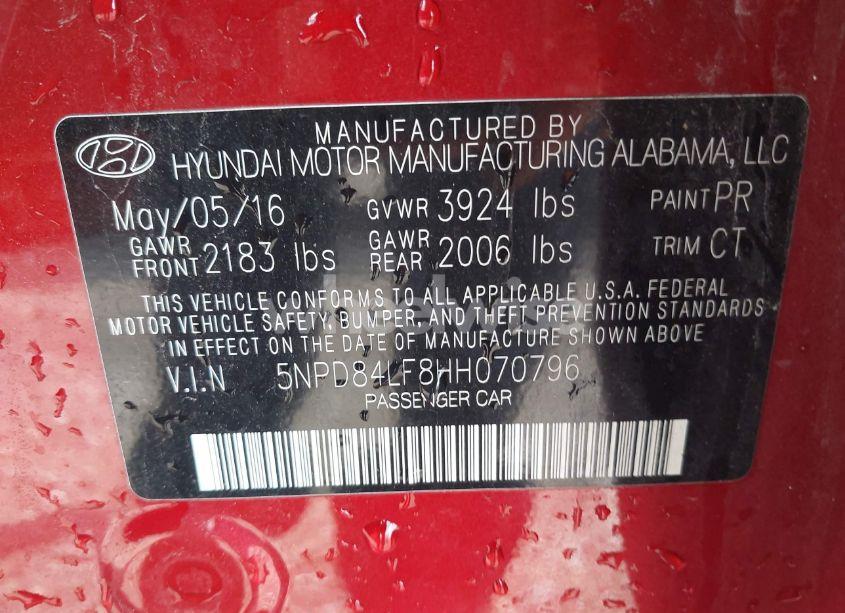 MANUFACTURED BY
HYUNDAI MOTOR MANUFACTURING ALABAMA, LLC
May/05/16 GVWR 3924 lbs PAINT PR
GAWR FRONT 2183 lbs GAWR REAR 2006 lbs TRIM CT
THIS VEHICLE CONFORMS TO ALL APPLICABLE U.S.A. FEDERAL
MOTOR VEHICLE SAFETY, BUMPER, AND THEFT PREVENTION STANDARDS
IN EFFECT ON THE DATE OF MANUFACTURE SHOWN ABOVE
V.I.N 5NPD84LF8HH070796
PASSENGER CAR